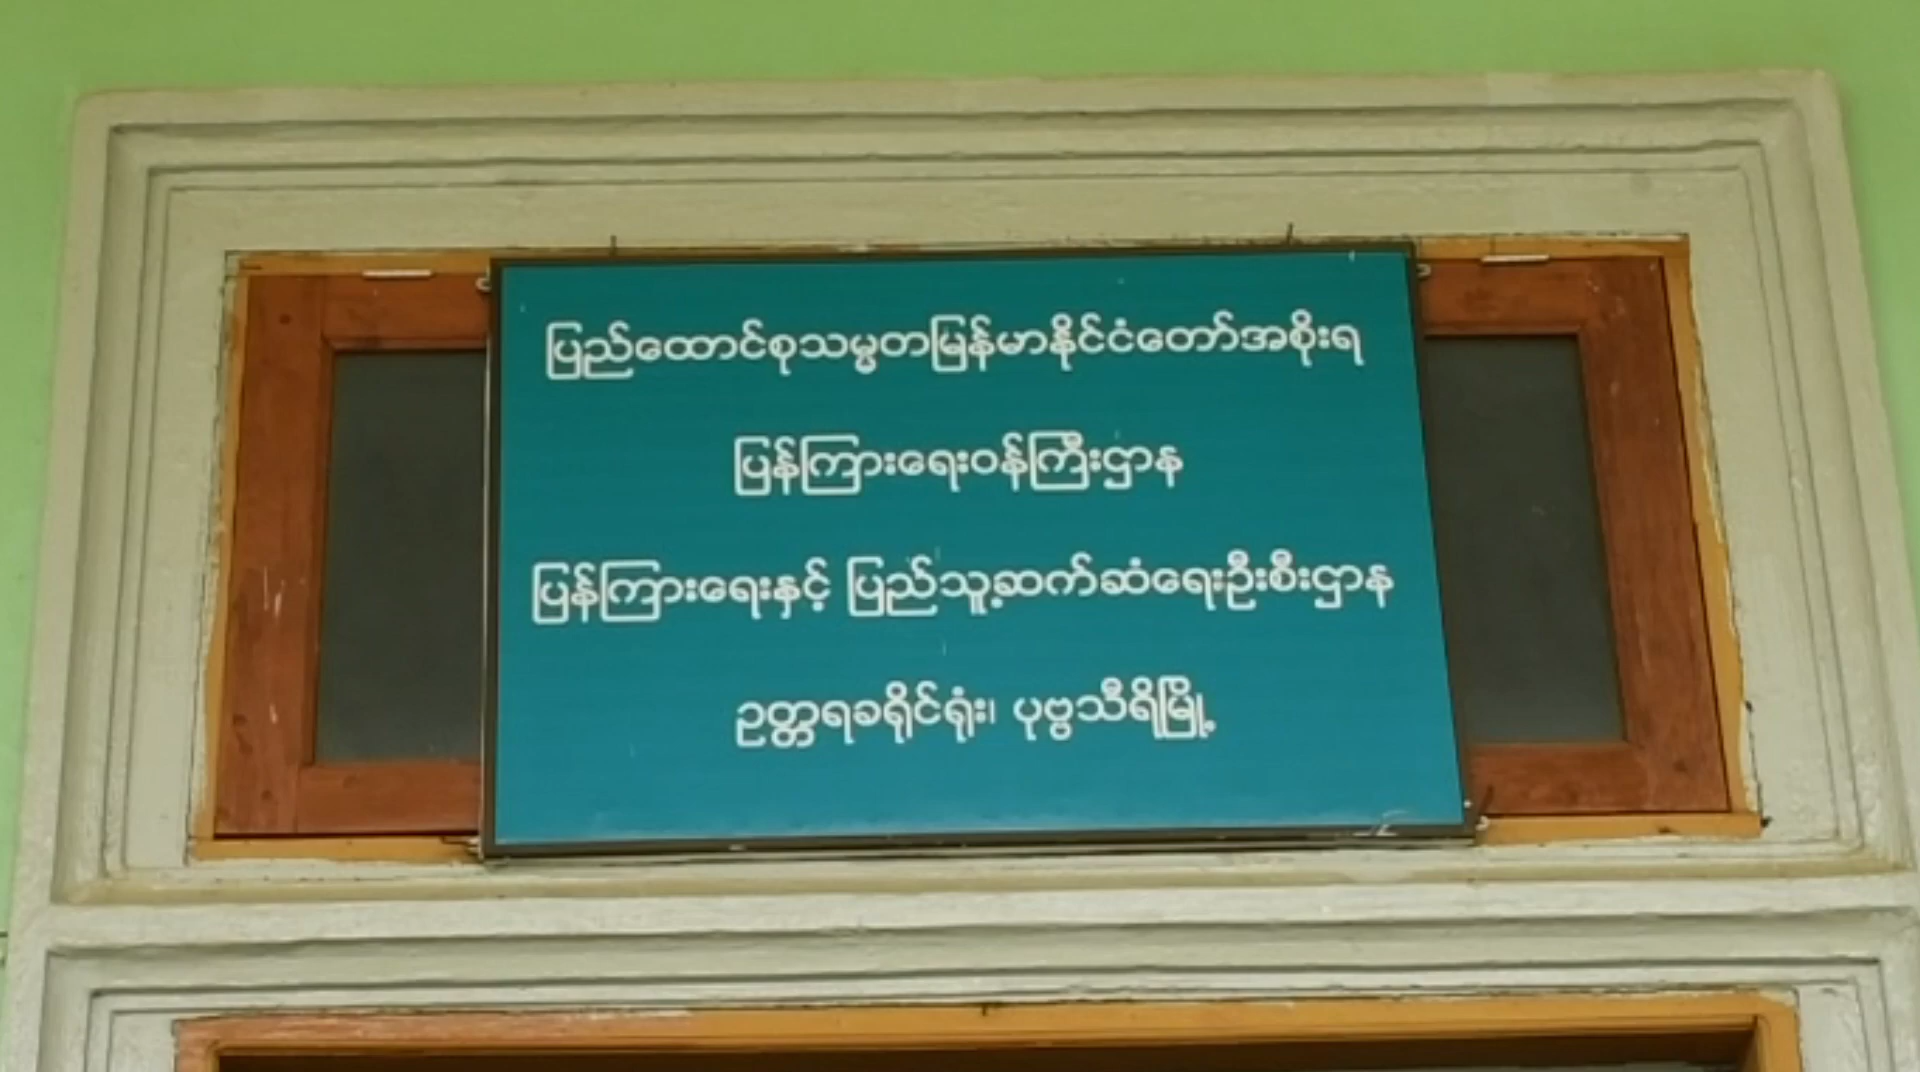 ပြည်ထောင်စုသမ္မတမြန်မာနိုင်ငံတော်အစိုးရ
ပြန်ကြားရေးဝန်ကြီးဌာန
ပြန်ကြားရေးနှင့် ပြည်သူ့ဆက်ဆံရေးဦးစီးဌာန
ဥတ္တရခရိုင်ရုံး၊ ပုဗ္ဗသီရိမြို့